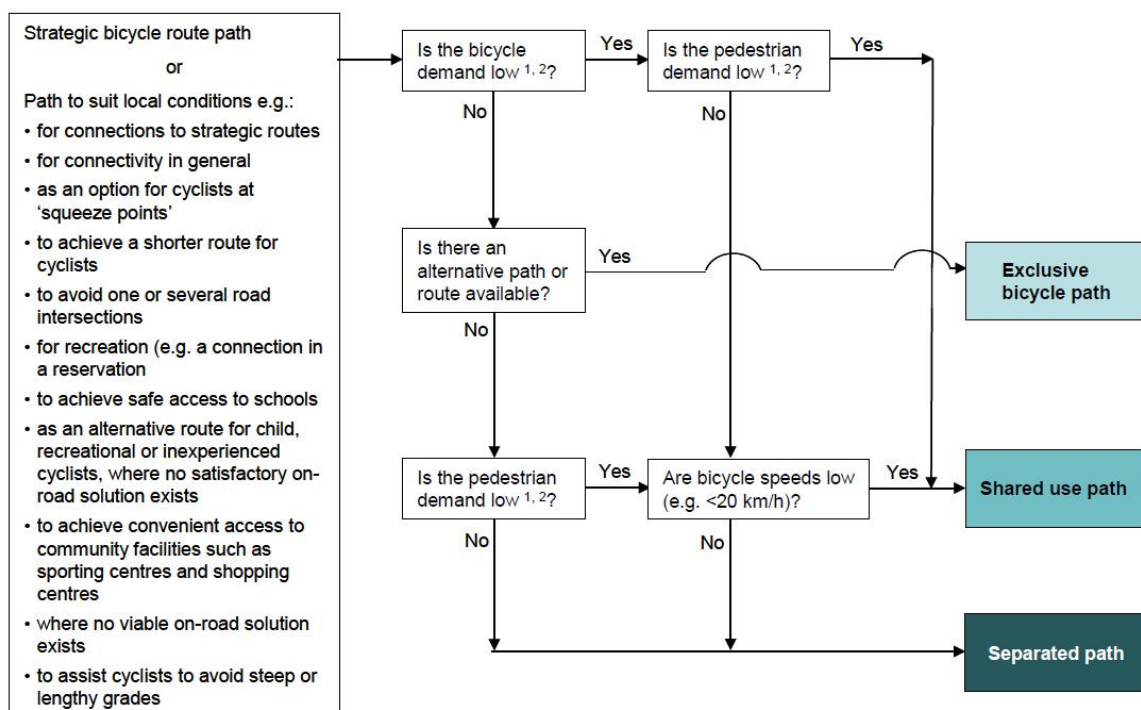 Strategic bicycle route path
or
Path to suit local conditions e.g.:
• for connections to strategic routes
• for connectivity in general
• as an option for cyclists at
‘squeeze points’
• to achieve a shorter route for
cyclists
• to avoid one or several road
intersections
• for recreation (e.g. a connection in
a reservation
• to achieve safe access to schools
• as an alternative route for child,
recreational or inexperienced
cyclists, where no satisfactory on-
road solution exists
• to achieve convenient access to
community facilities such as
sporting centres and shopping
centres
• where no viable on-road solution
exists
• to assist cyclists to avoid steep or
lengthy grades
Is the bicycle
demand low 1, 2?
Yes
No
Is the pedestrian
demand low 1, 2?
Yes
No
Is there an
alternative path or
route available?
Yes
No
Exclusive
bicycle path
Is the pedestrian
demand low 1, 2?
Yes
No
Are bicycle speeds low
(e.g. <20 km/h)?
Yes
No
Shared use path
Separated path